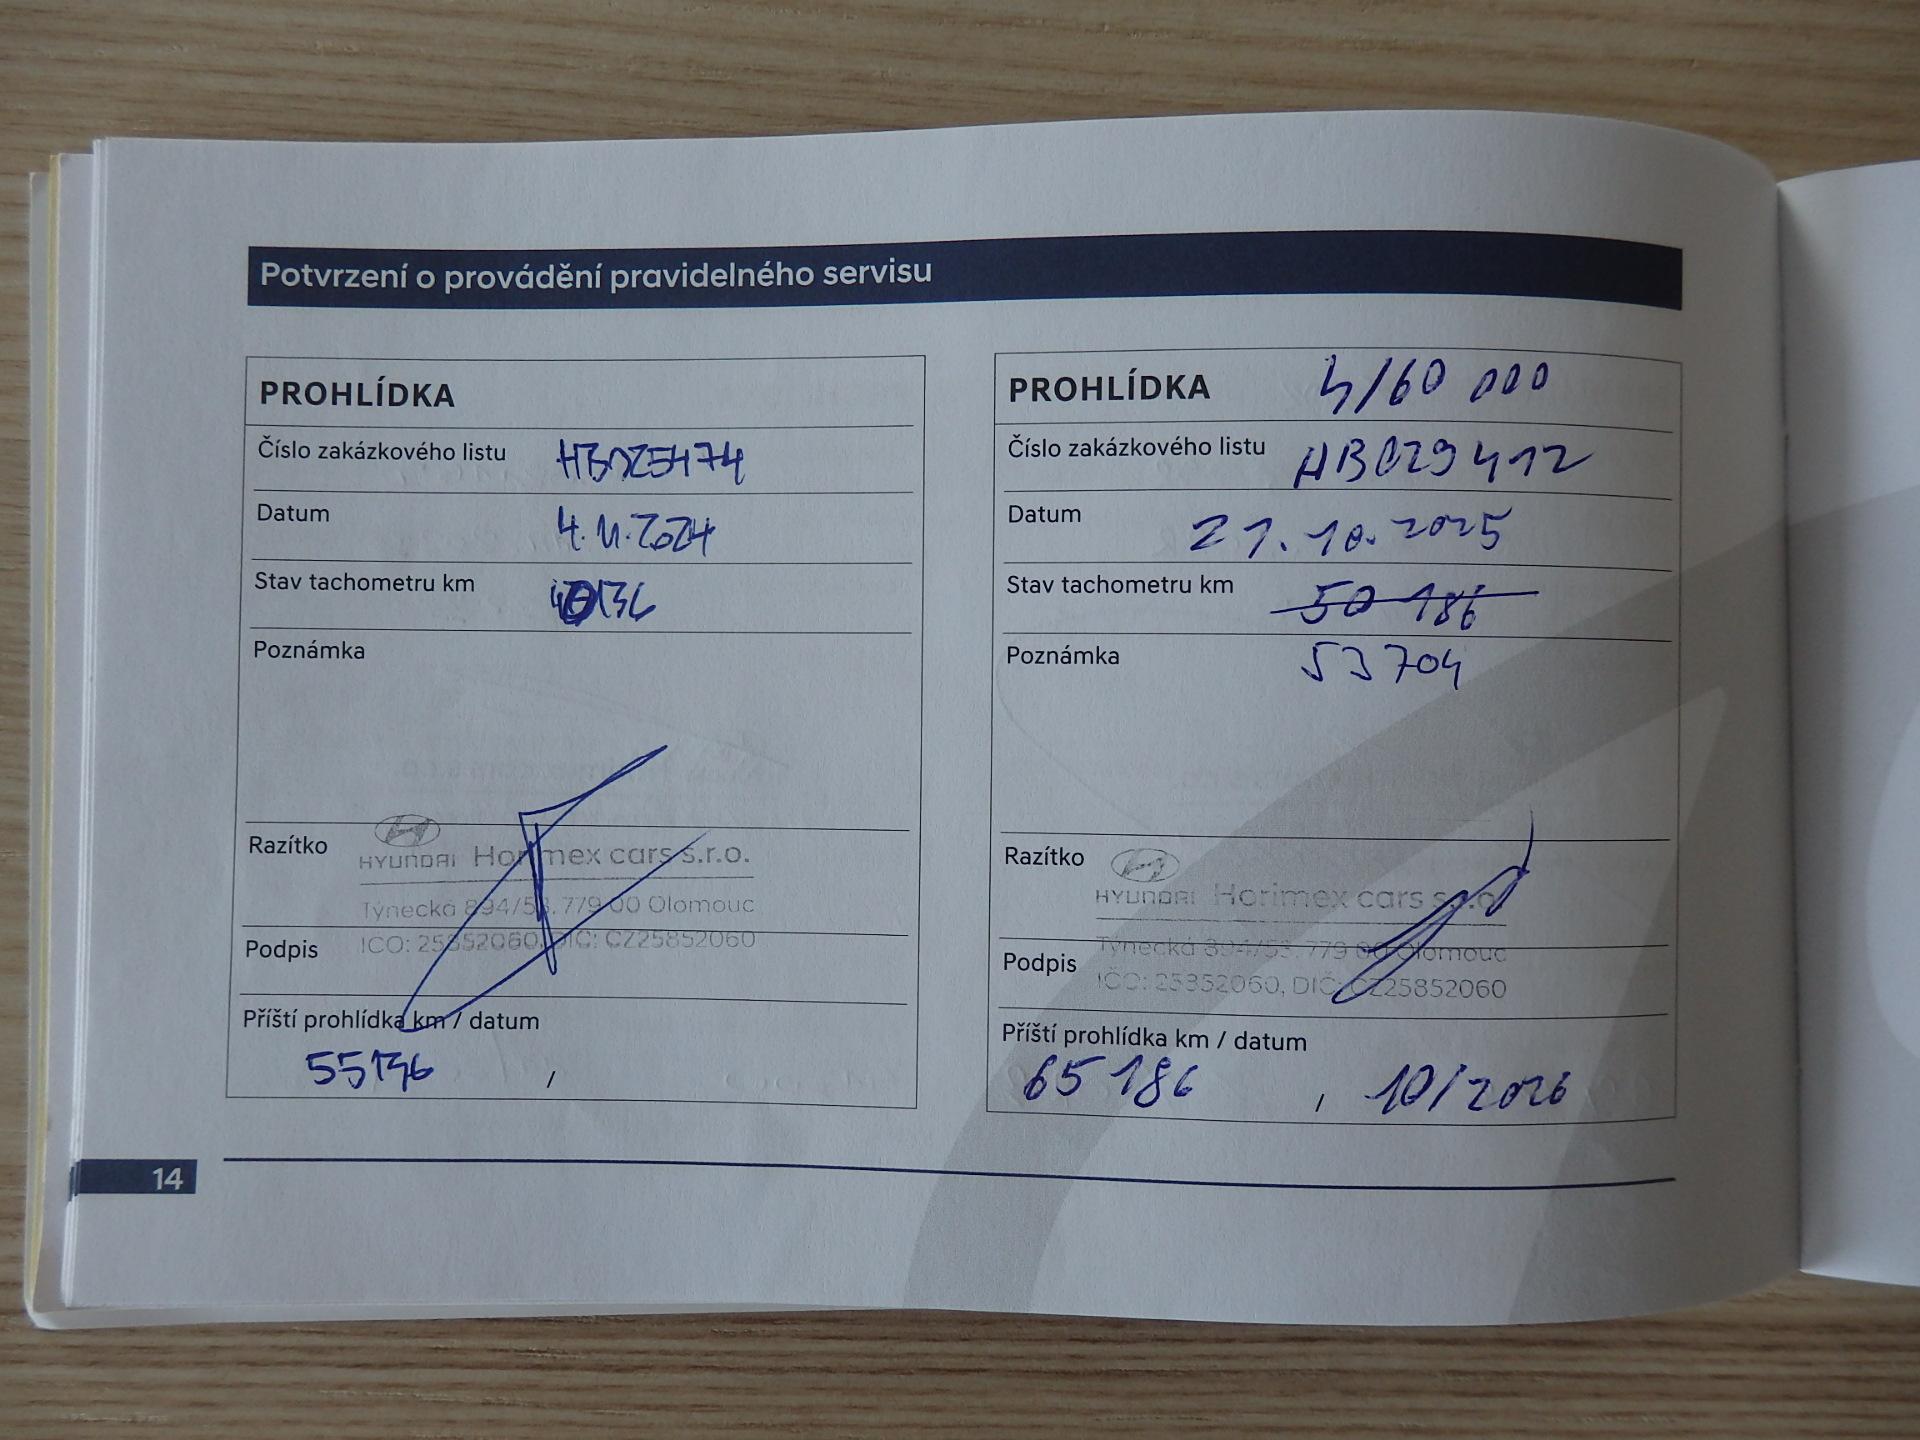 Potvrzení o provádění pravidelného servisu
PROHLÍDKA
Číslo zakázkového listu HB025474
Datum 4.11.2024
Stav tachometru km 40136
Poznámka
Razítko
HYUNDAI Horimex cars s.r.o.
Týnecká 894/53, 779 00 Olomouc
Podpis
IČO: 25852060, DIČ: CZ25852060
Příští prohlídka km / datum
55136 /
PROHLÍDKA 4/60 000
Číslo zakázkového listu HB029412
Datum 21.10.2025
Stav tachometru km 50 186
Poznámka 53704
Razítko
HYUNDAI Horimex cars s.r.o.
Týnecká 894/53, 779 00 Olomouc
Podpis
IČO: 25852060, DIČ: CZ25852060
Příští prohlídka km / datum
65 186 / 10/2026
14